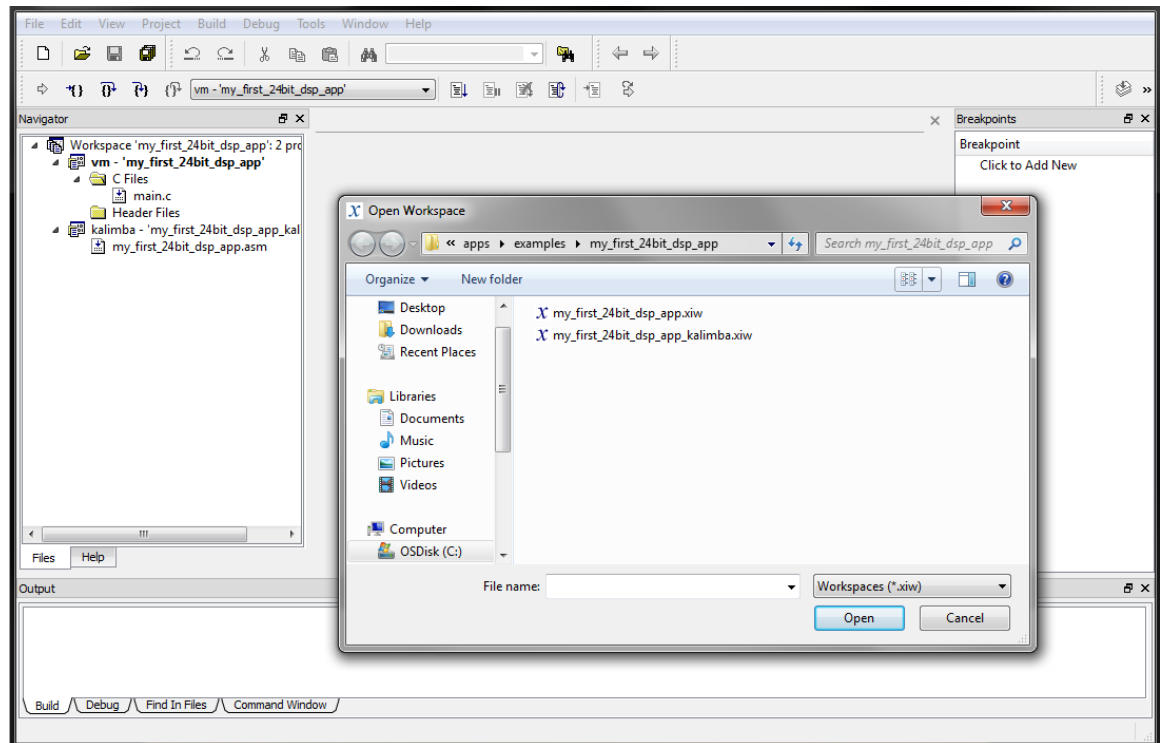 File Edit View Project Build Debug Tools Window Help
vm - 'my_first_24bit_dsp_app'
Navigator
Workspace 'my_first_24bit_dsp_app': 2 prc
vm - 'my_first_24bit_dsp_app'
C Files
main.c
Header Files
kalimba - 'my_first_24bit_dsp_app_kal
my_first_24bit_dsp_app.asm
Files Help
Breakpoints
Breakpoint
Click to Add New
Open Workspace
« apps examples my_first_24bit_dsp_app
Search my_first_24bit_dsp_app
Organize New folder
Desktop
Downloads
Recent Places
Libraries
Documents
Music
Pictures
Videos
Computer
OSDisk (C:)
my_first_24bit_dsp_app.xiw
my_first_24bit_dsp_app_kalimba.xiw
File name:
Workspaces (*.xiw)
Open Cancel
Output
Build Debug Find In Files Command Window